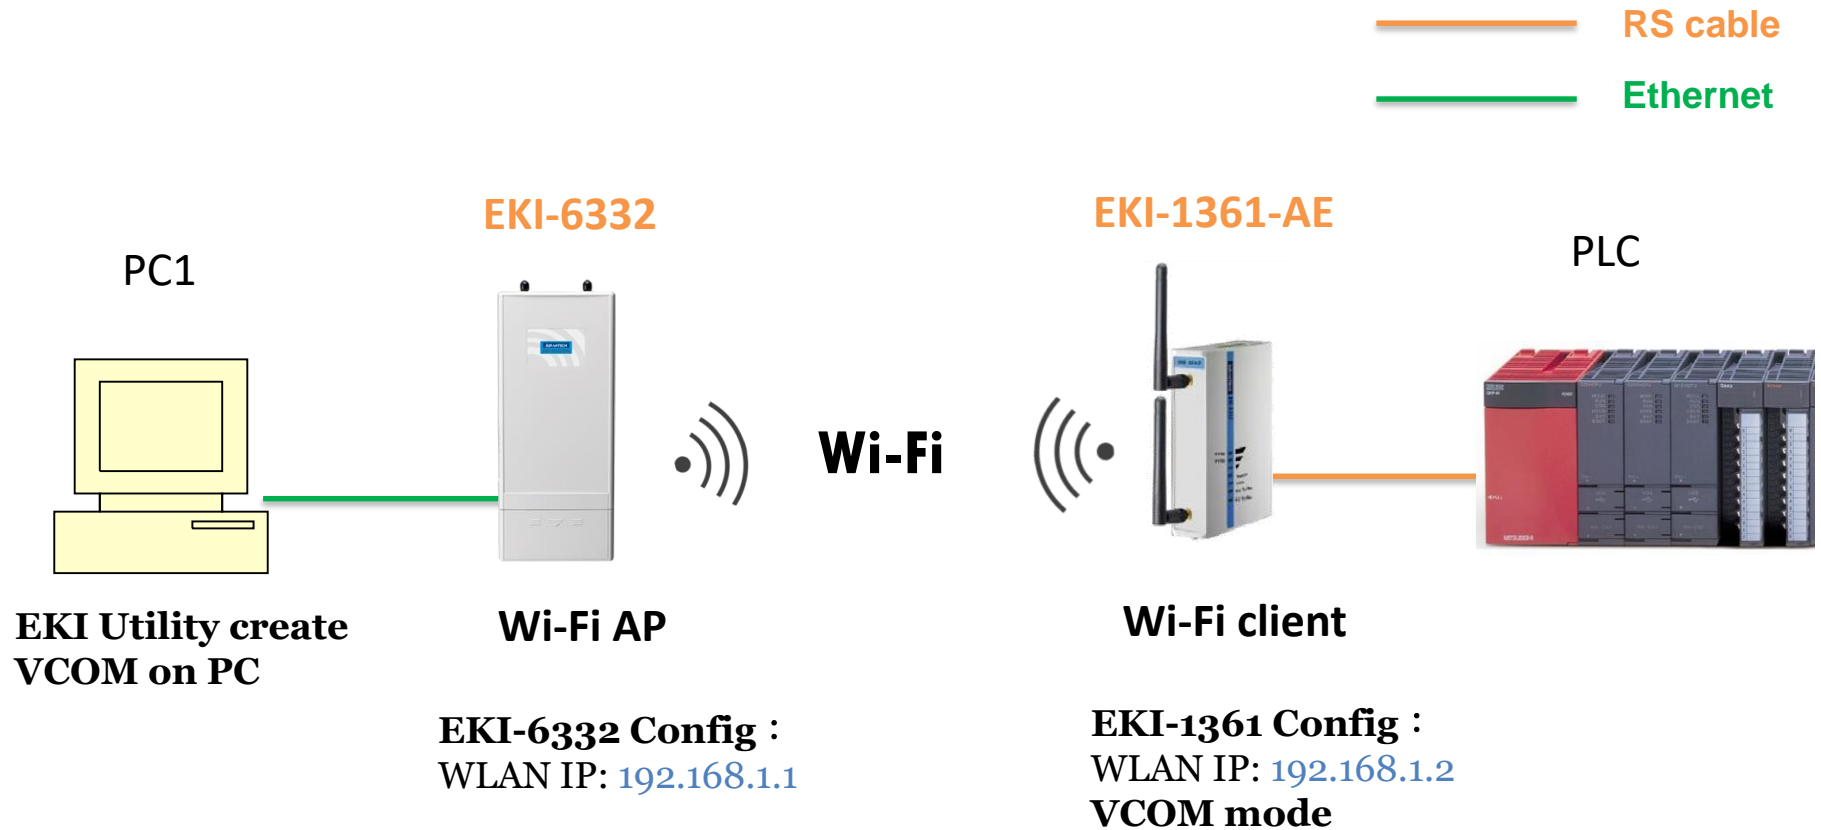 RS cable
Ethernet
EKI-6332
EKI-1361-AE
PC1
PLC
Wi-Fi
EKI Utility create
VCOM on PC
Wi-Fi AP
Wi-Fi client
EKI-6332 Config：
WLAN IP: 192.168.1.1
EKI-1361 Config：
WLAN IP: 192.168.1.2
VCOM mode